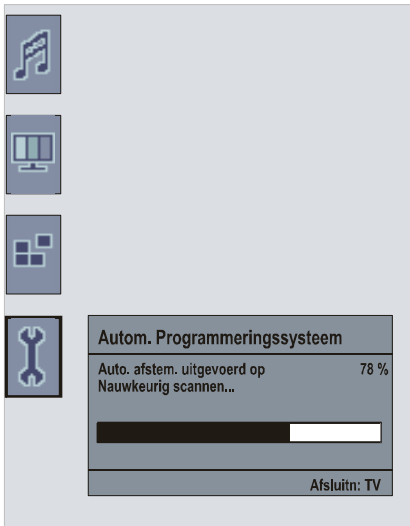 Autom. Programmeringssysteem
Auto. afstem. uitgevoerd op 78 %
Nauwkeurig scannen...
Afsluitn: TV